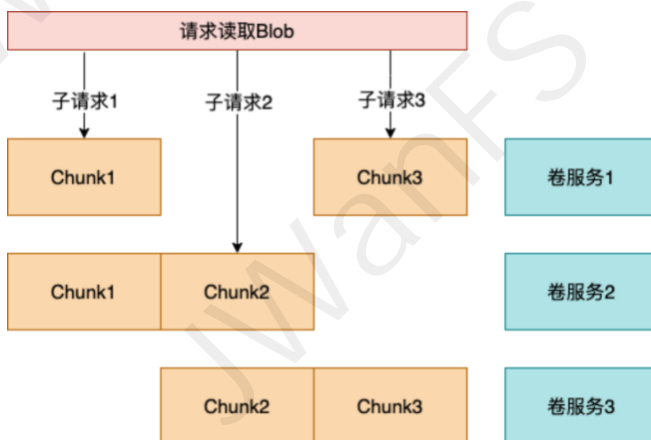 请求读取Blob
子请求1 子请求2 子请求3
Chunk1 Chunk3 卷服务1
Chunk1 Chunk2 卷服务2
Chunk2 Chunk3 卷服务3
JWanFS